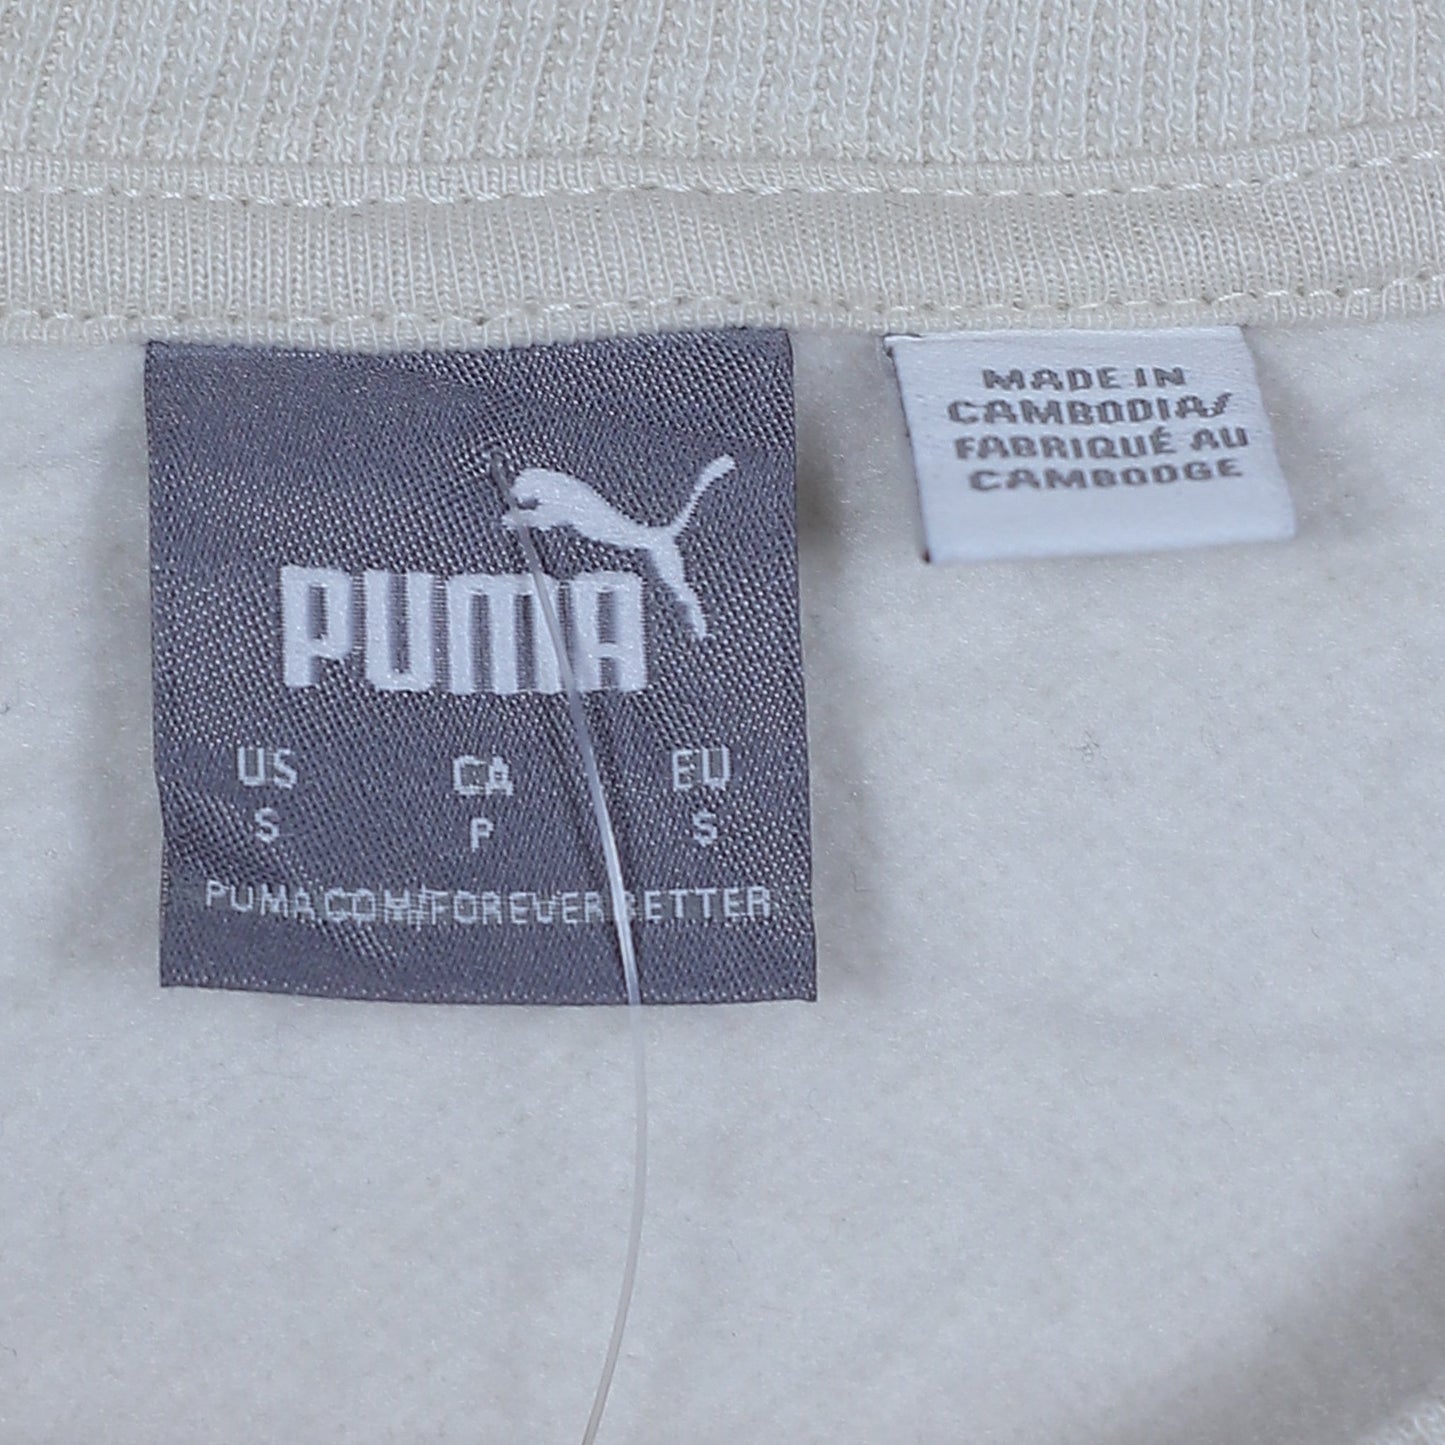 PUMA
US CA EU
S P S
PUMA.COM/FOREVERBETTER
MADE IN
CAMBODIA/
FABRIQUÉ AU
CAMBODGE